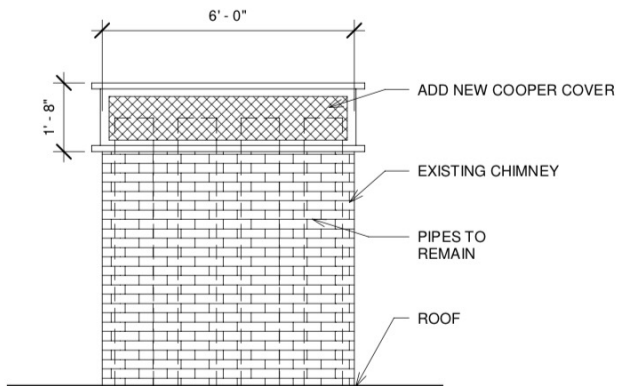 6' - 0"
1' - 8"
ADD NEW COOPER COVER
EXISTING CHIMNEY
PIPES TO
REMAIN
ROOF